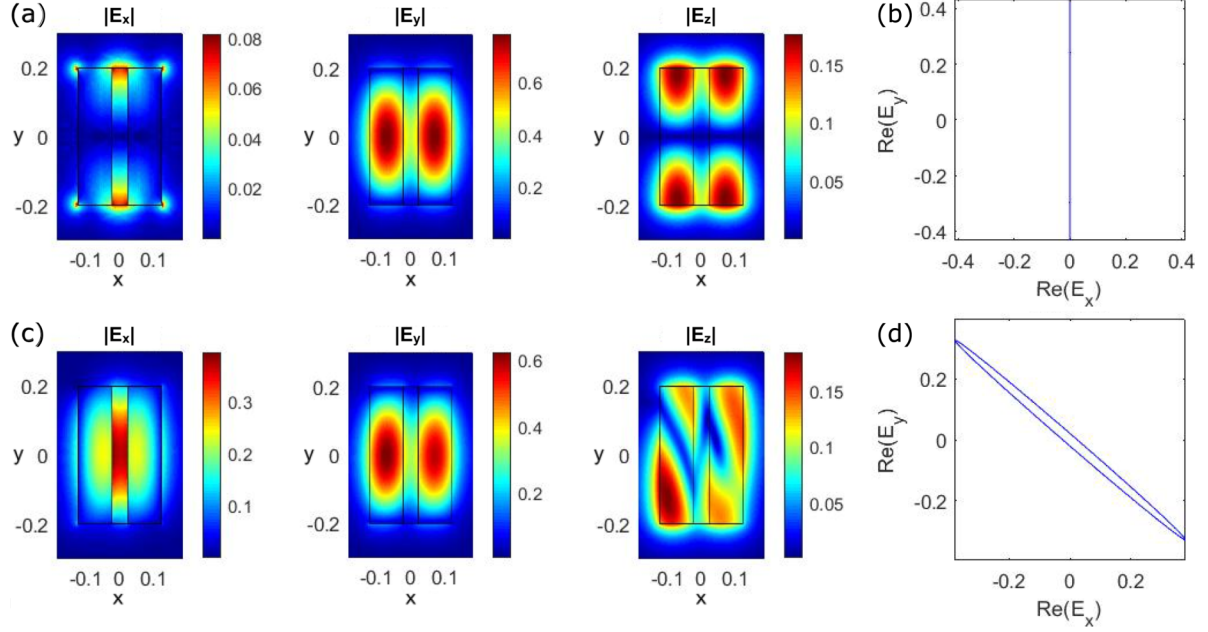 (a) |Eₓ| |E_y| |E_z| (b)
0.2 0.08 0.2 0.2
0.06 0.6 0.15 0.4
0.2
y 0 0.04 y 0 0.4 y 0 0.1 Re(E_y) 0
0.02 0.2 0.05 -0.2
-0.2 -0.2 -0.2 -0.4
-0.1 0 0.1 -0.1 0 0.1 -0.1 0 0.1 -0.4 -0.2 0 0.2 0.4
x x x Re(Eₓ)
(c) |Eₓ| |E_y| |E_z| (d)
0.2 0.2 0.6 0.2 0.15
0.3 0.2
y 0 0.2 y 0 0.4 y 0 0.1 Re(E_y) 0
0.1 0.2 0.05 -0.2
-0.2 -0.2 -0.2
-0.1 0 0.1 -0.1 0 0.1 -0.1 0 0.1 -0.2 0 0.2
x x x Re(Eₓ)